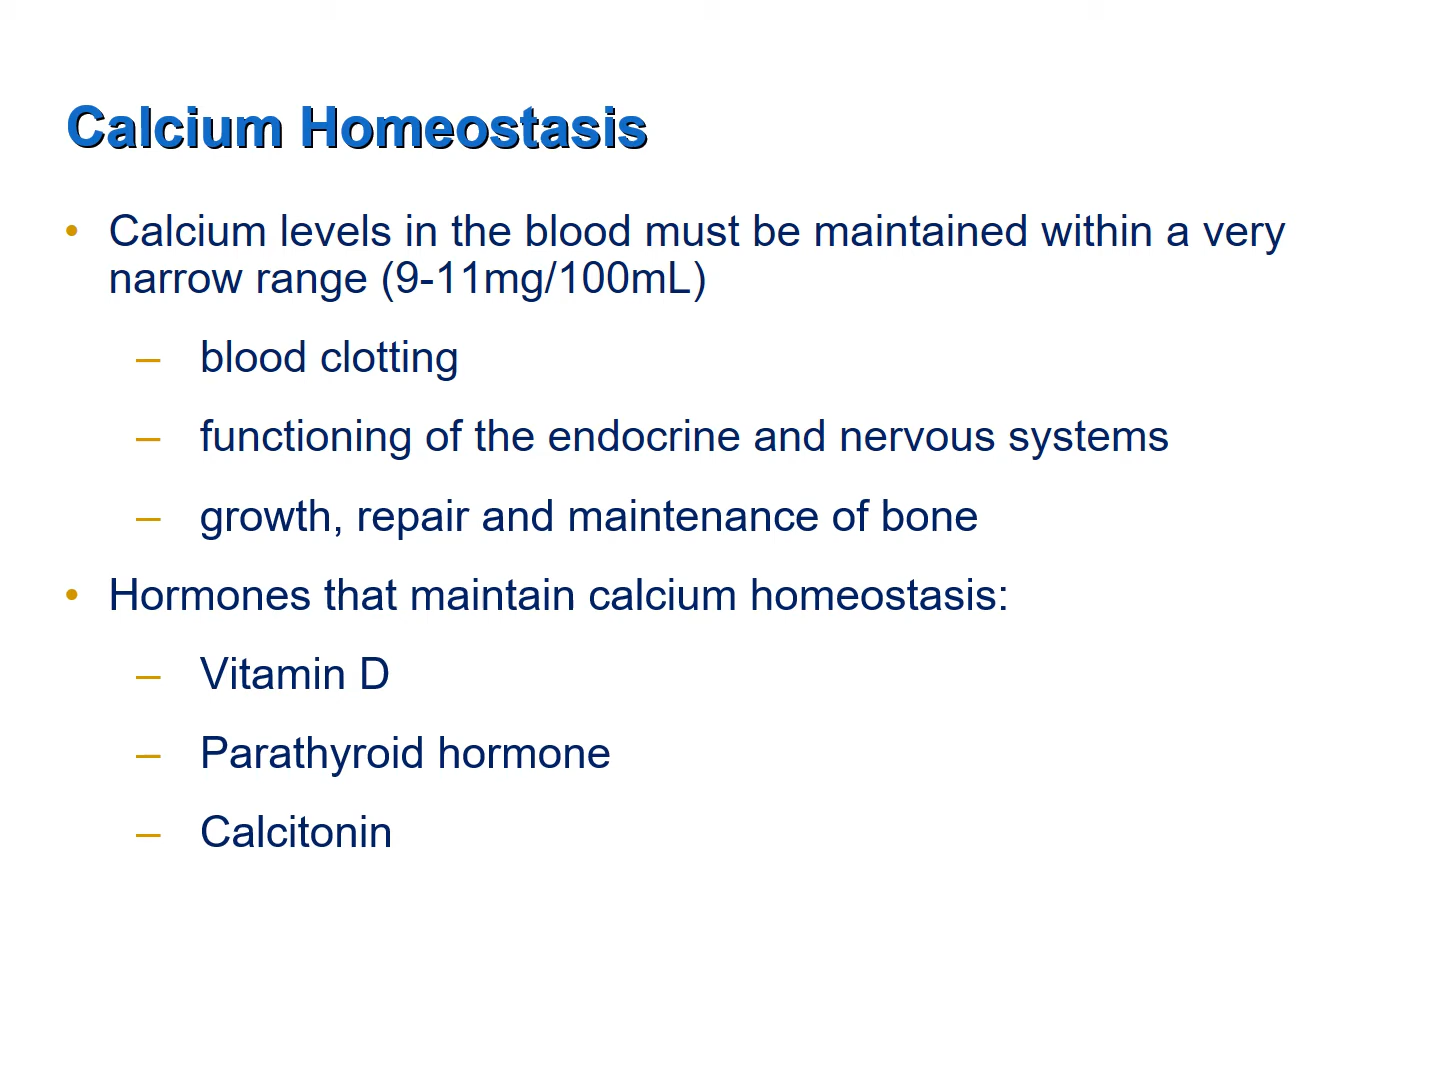 Calcium Homeostasis
• Calcium levels in the blood must be maintained within a very
narrow range (9-11mg/100mL)
– blood clotting
– functioning of the endocrine and nervous systems
– growth, repair and maintenance of bone
• Hormones that maintain calcium homeostasis:
– Vitamin D
– Parathyroid hormone
– Calcitonin